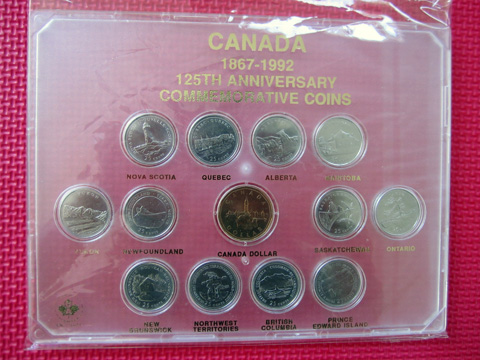 CANADA
1867-1992
125TH ANNIVERSARY
COMMEMORATIVE COINS
NOVA SCOTIA
QUEBEC
ALBERTA
MANITOBA
YUKON
NEWFOUNDLAND
CANADA DOLLAR
SASKATCHEWAN
ONTARIO
NEW
BRUNSWICK
NORTHWEST
TERRITORIES
BRITISH
COLUMBIA
PRINCE
EDWARD ISLAND